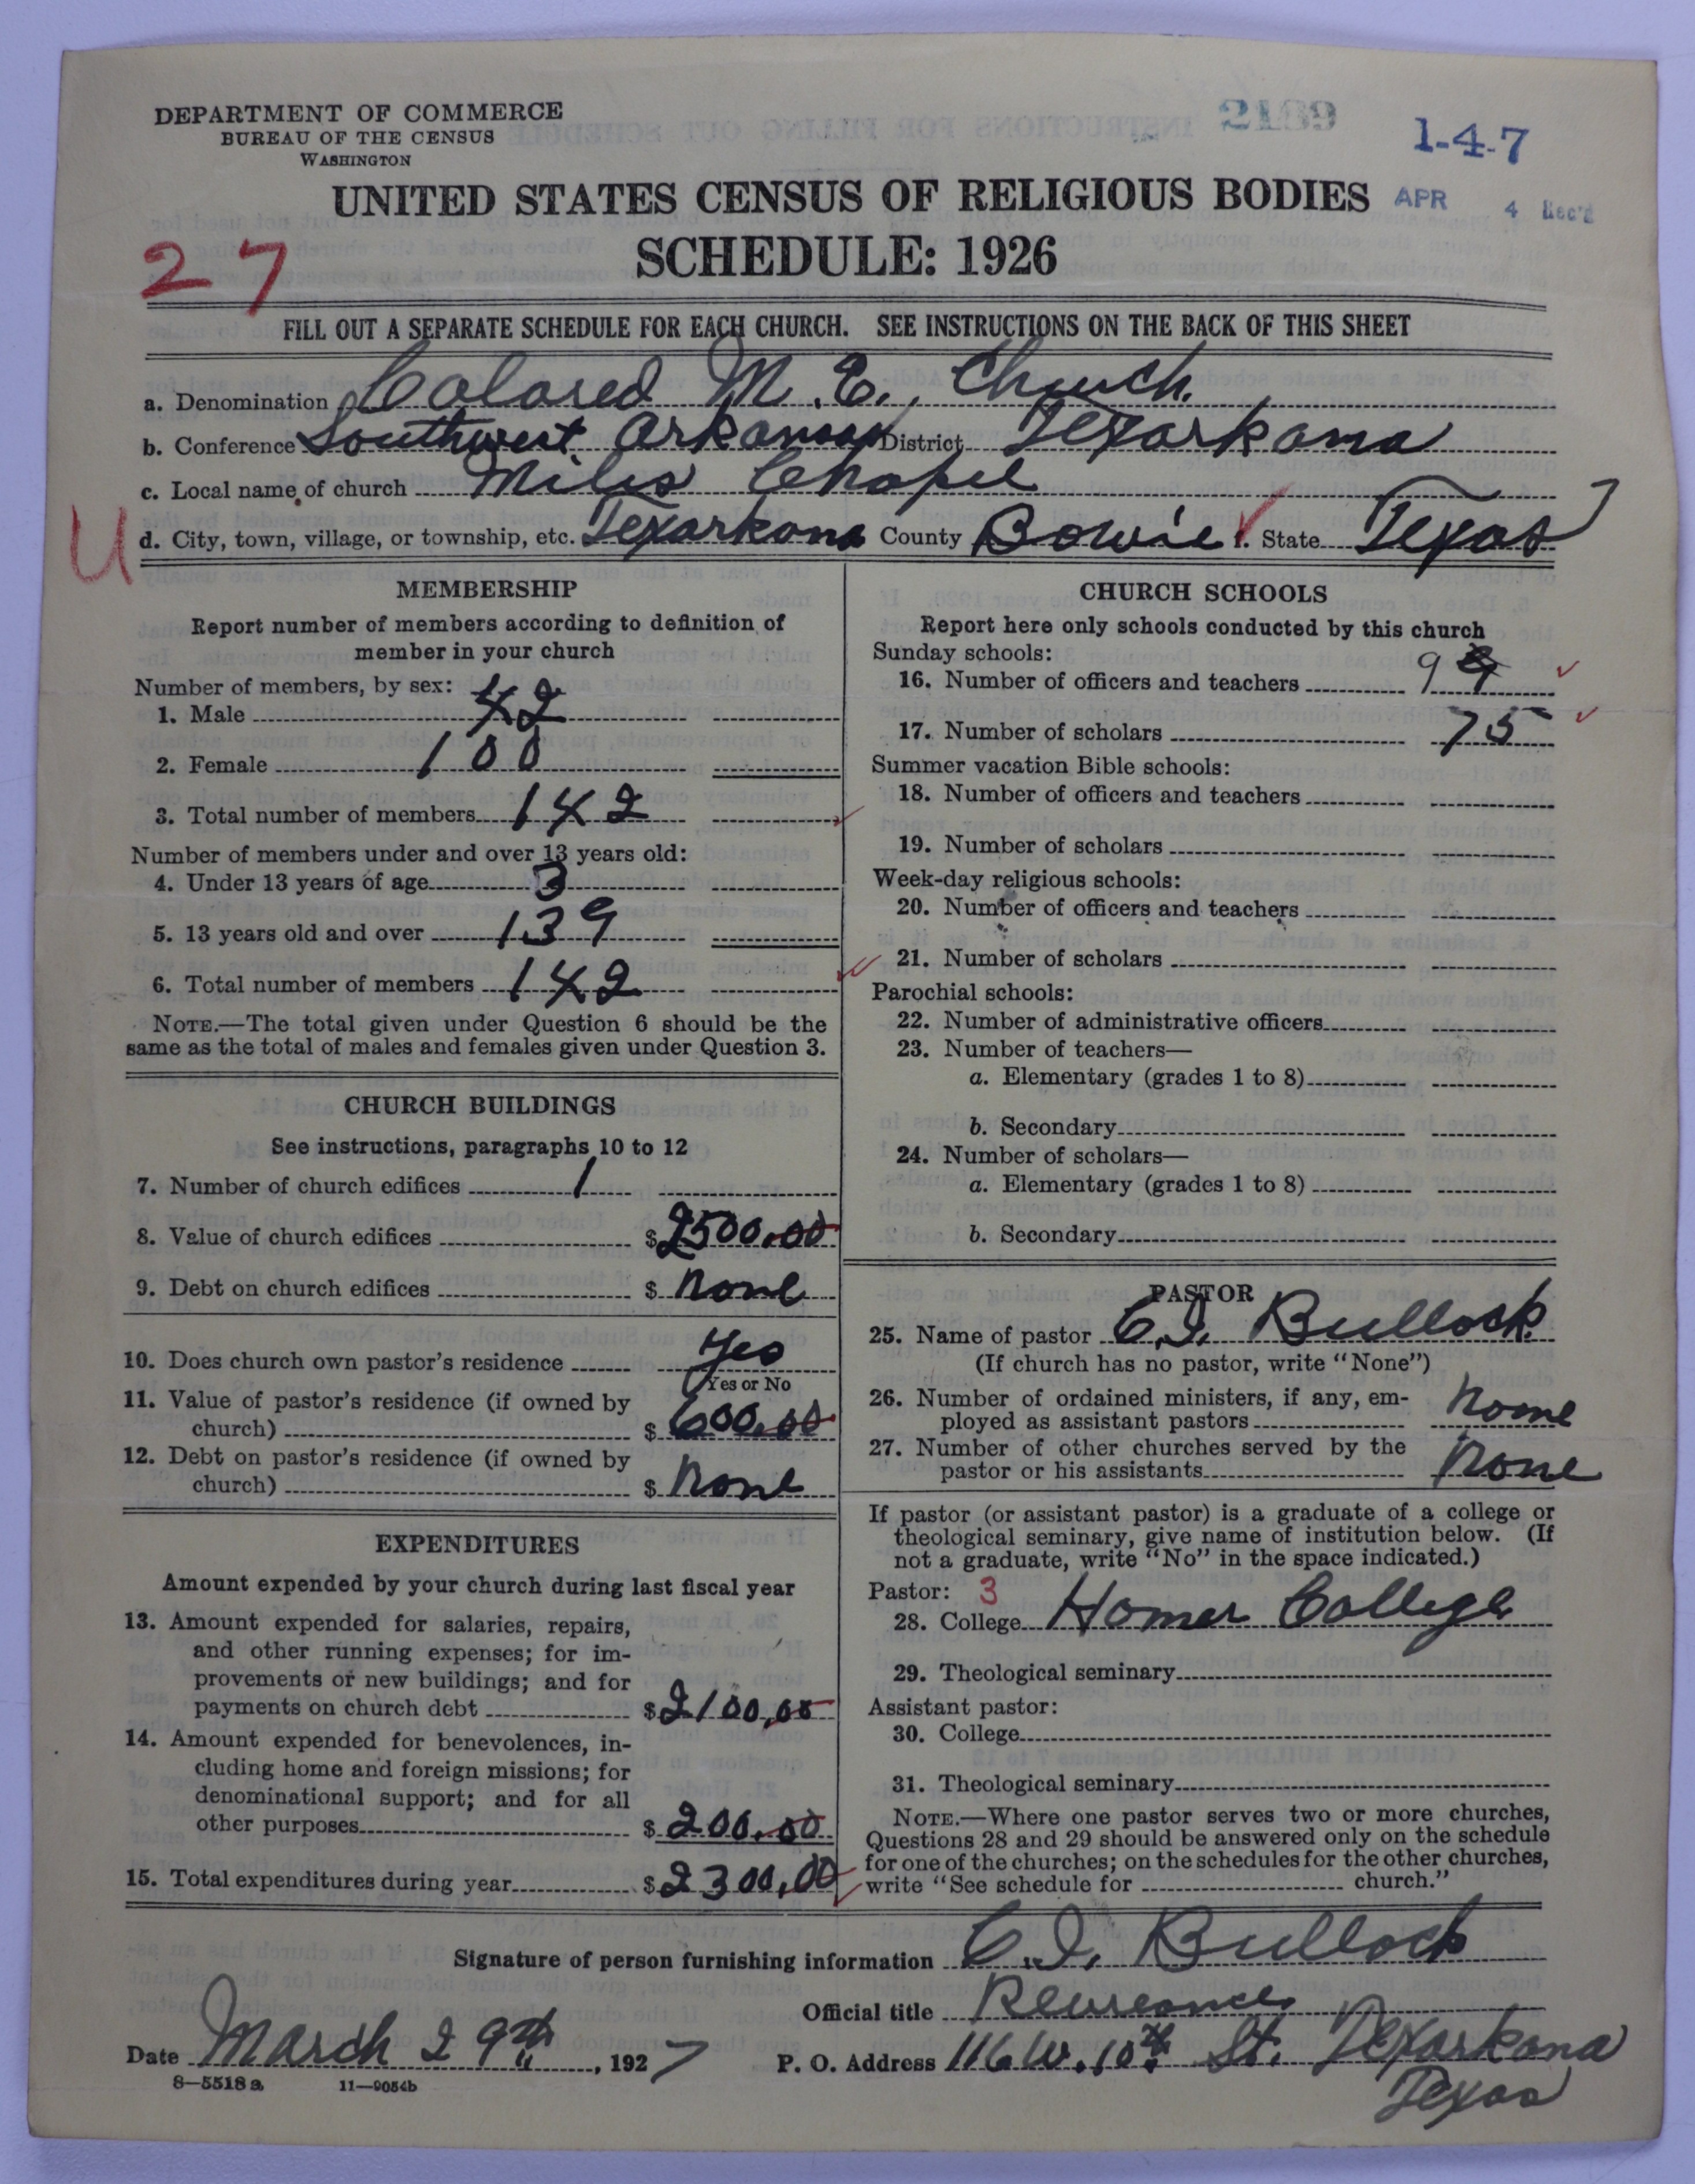 DEPARTMENT OF COMMERCE
BUREAU OF THE CENSUS
WASHINGTON
2189
1-4-7
APR 4 Rec'd
UNITED STATES CENSUS OF RELIGIOUS BODIES
SCHEDULE: 1926
27
FILL OUT A SEPARATE SCHEDULE FOR EACH CHURCH. SEE INSTRUCTIONS ON THE BACK OF THIS SHEET
a. Denomination Colored M. E. Church.
b. Conference Southwest Arkansas District Texarkana
c. Local name of church Miles Chapel
U
d. City, town, village, or township, etc. Texarkana County Bowie State Texas
MEMBERSHIP
Report number of members according to definition of
member in your church
Number of members, by sex:
1. Male 42
2. Female 100
3. Total number of members 142
Number of members under and over 13 years old:
4. Under 13 years of age 3
5. 13 years old and over 139
6. Total number of members 142
NOTE.—The total given under Question 6 should be the
same as the total of males and females given under Question 3.
CHURCH BUILDINGS
See instructions, paragraphs 10 to 12
7. Number of church edifices 1
8. Value of church edifices $2500.00
9. Debt on church edifices $ None
10. Does church own pastor's residence Yes
Yes or No
11. Value of pastor's residence (if owned by
church) $ 600.00
12. Debt on pastor's residence (if owned by
church) $ None
EXPENDITURES
Amount expended by your church during last fiscal year
13. Amount expended for salaries, repairs,
and other running expenses; for im-
provements or new buildings; and for
payments on church debt $2100.00
14. Amount expended for benevolences, in-
cluding home and foreign missions; for
denominational support; and for all
other purposes $ 200.00
15. Total expenditures during year $2300.00
CHURCH SCHOOLS
Report here only schools conducted by this church
Sunday schools:
16. Number of officers and teachers 9
17. Number of scholars 75
Summer vacation Bible schools:
18. Number of officers and teachers
19. Number of scholars
Week-day religious schools:
20. Number of officers and teachers
21. Number of scholars
Parochial schools:
22. Number of administrative officers
23. Number of teachers—
a. Elementary (grades 1 to 8)
b. Secondary
24. Number of scholars—
a. Elementary (grades 1 to 8)
b. Secondary
PASTOR
25. Name of pastor C. I. Bullock
(If church has no pastor, write "None")
26. Number of ordained ministers, if any, em-
ployed as assistant pastors None
27. Number of other churches served by the
pastor or his assistants None
If pastor (or assistant pastor) is a graduate of a college or
theological seminary, give name of institution below. (If
not a graduate, write "No" in the space indicated.)
Pastor: 3
28. College Homer College
29. Theological seminary
Assistant pastor:
30. College
31. Theological seminary
NOTE.—Where one pastor serves two or more churches,
Questions 28 and 29 should be answered only on the schedule
for one of the churches; on the schedules for the other churches,
write "See schedule for church."
Signature of person furnishing information C. I. Bullock
Official title
Date March 29th, 1927
P. O. Address 116 W. 10th St. Texarkana
Texas
8—5518a 11—9054b